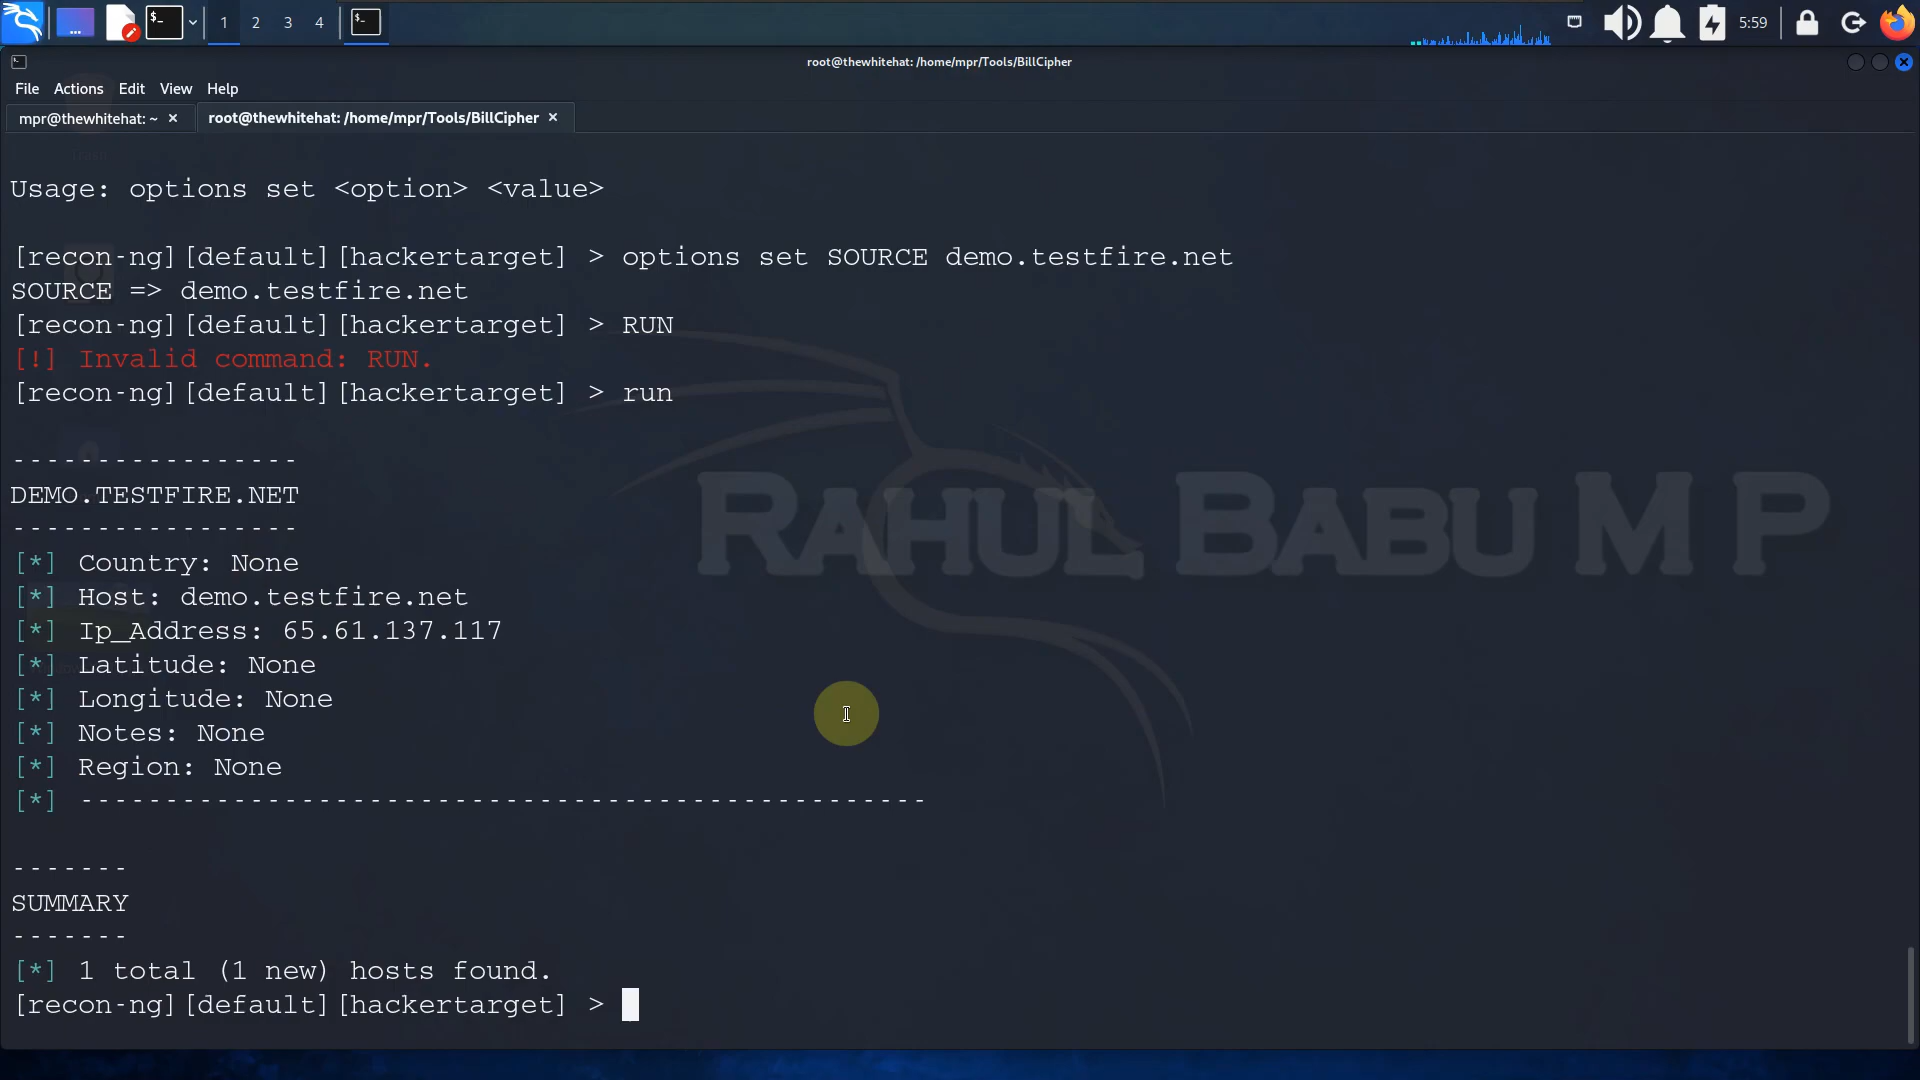 1 2 3 4
5:59
root@thewhitehat: /home/mpr/Tools/BillCipher
File Actions Edit View Help
mpr@thewhitehat: ~ root@thewhitehat: /home/mpr/Tools/BillCipher
Usage: options set <option> <value>
[recon-ng][default][hackertarget] > options set SOURCE demo.testfire.net
SOURCE => demo.testfire.net
[recon-ng][default][hackertarget] > RUN
[!] Invalid command: RUN.
[recon-ng][default][hackertarget] > run
-----------------
DEMO.TESTFIRE.NET
-----------------
[*] Country: None
[*] Host: demo.testfire.net
[*] Ip_Address: 65.61.137.117
[*] Latitude: None
[*] Longitude: None
[*] Notes: None
[*] Region: None
[*] --------------------------------------------------
RAHUL BABU M P
-------
SUMMARY
-------
[*] 1 total (1 new) hosts found.
[recon-ng][default][hackertarget] >